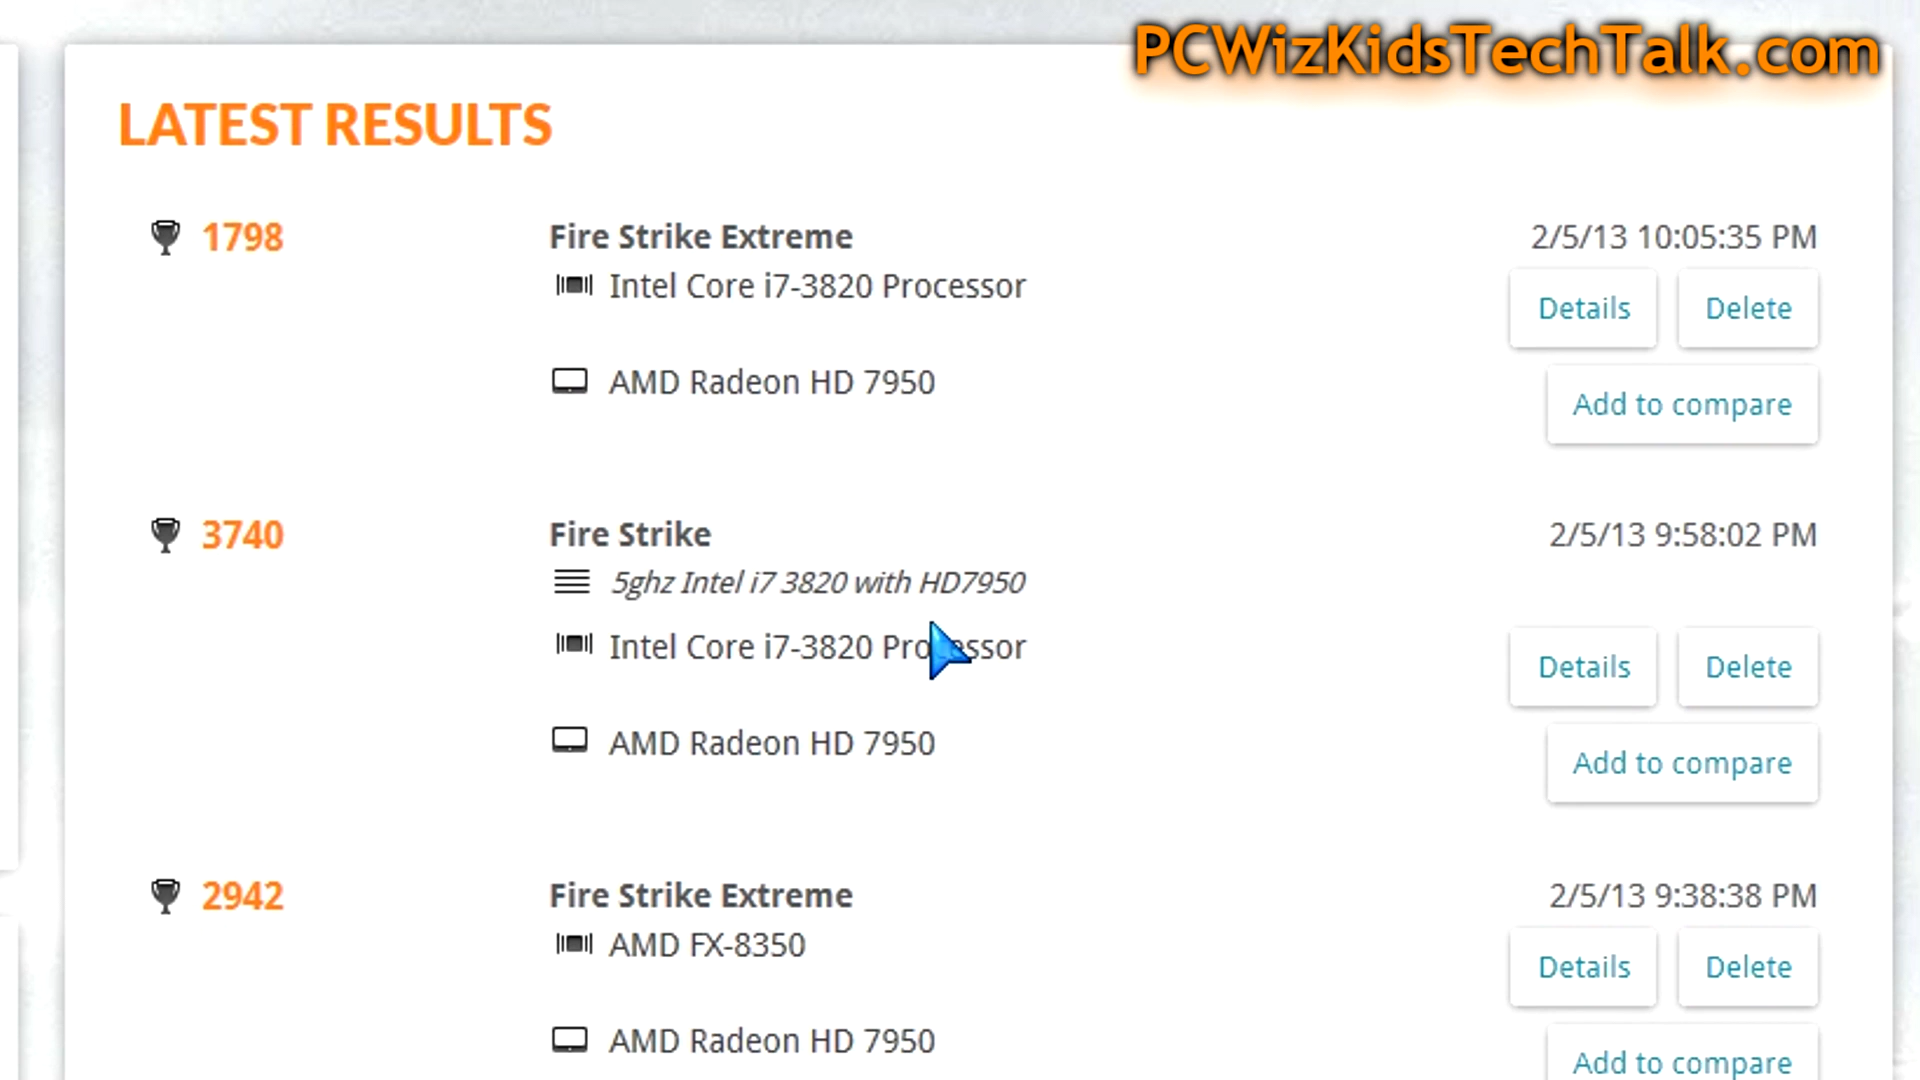 PCWizKidsTechTalk.com
LATEST RESULTS
1798 Fire Strike Extreme 2/5/13 10:05:35 PM
Intel Core i7-3820 Processor
Details Delete
AMD Radeon HD 7950
Add to compare
3740 Fire Strike 2/5/13 9:58:02 PM
5ghz Intel i7 3820 with HD7950
Intel Core i7-3820 Processor
Details Delete
AMD Radeon HD 7950
Add to compare
2942 Fire Strike Extreme 2/5/13 9:38:38 PM
AMD FX-8350
Details Delete
AMD Radeon HD 7950
Add to compare